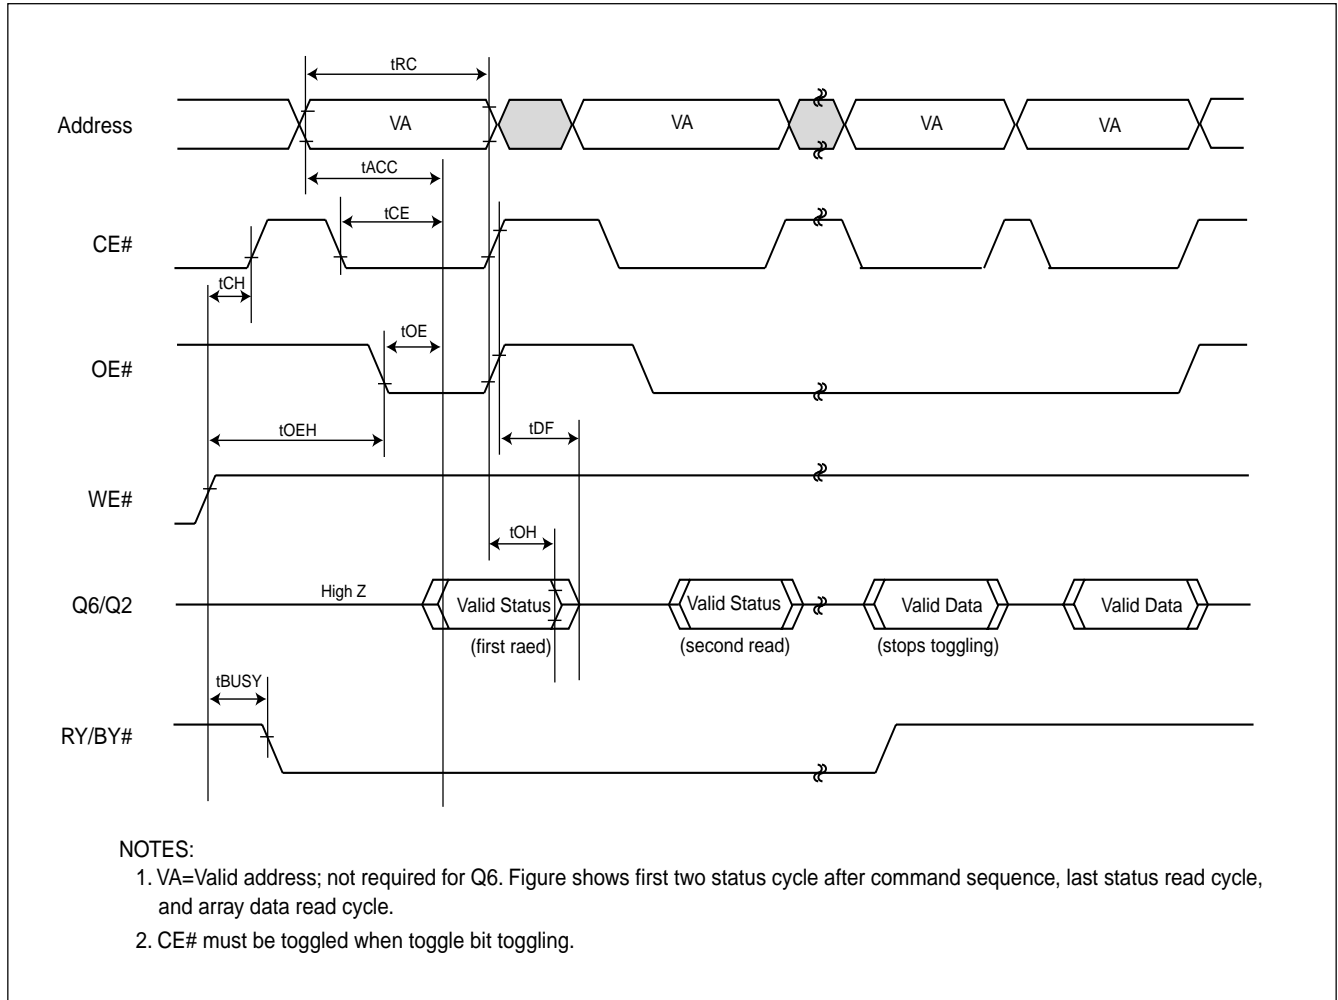 tRC
Address
VA
VA
VA
VA
tACC
tCE
CE#
tCH
tOE
OE#
tOEH
tDF
WE#
tOH
High Z
Q6/Q2
Valid Status
Valid Status
Valid Data
Valid Data
(first raed)
(second read)
(stops toggling)
tBUSY
RY/BY#
NOTES:
1. VA=Valid address; not required for Q6. Figure shows first two status cycle after command sequence, last status read cycle,
and array data read cycle.
2. CE# must be toggled when toggle bit toggling.